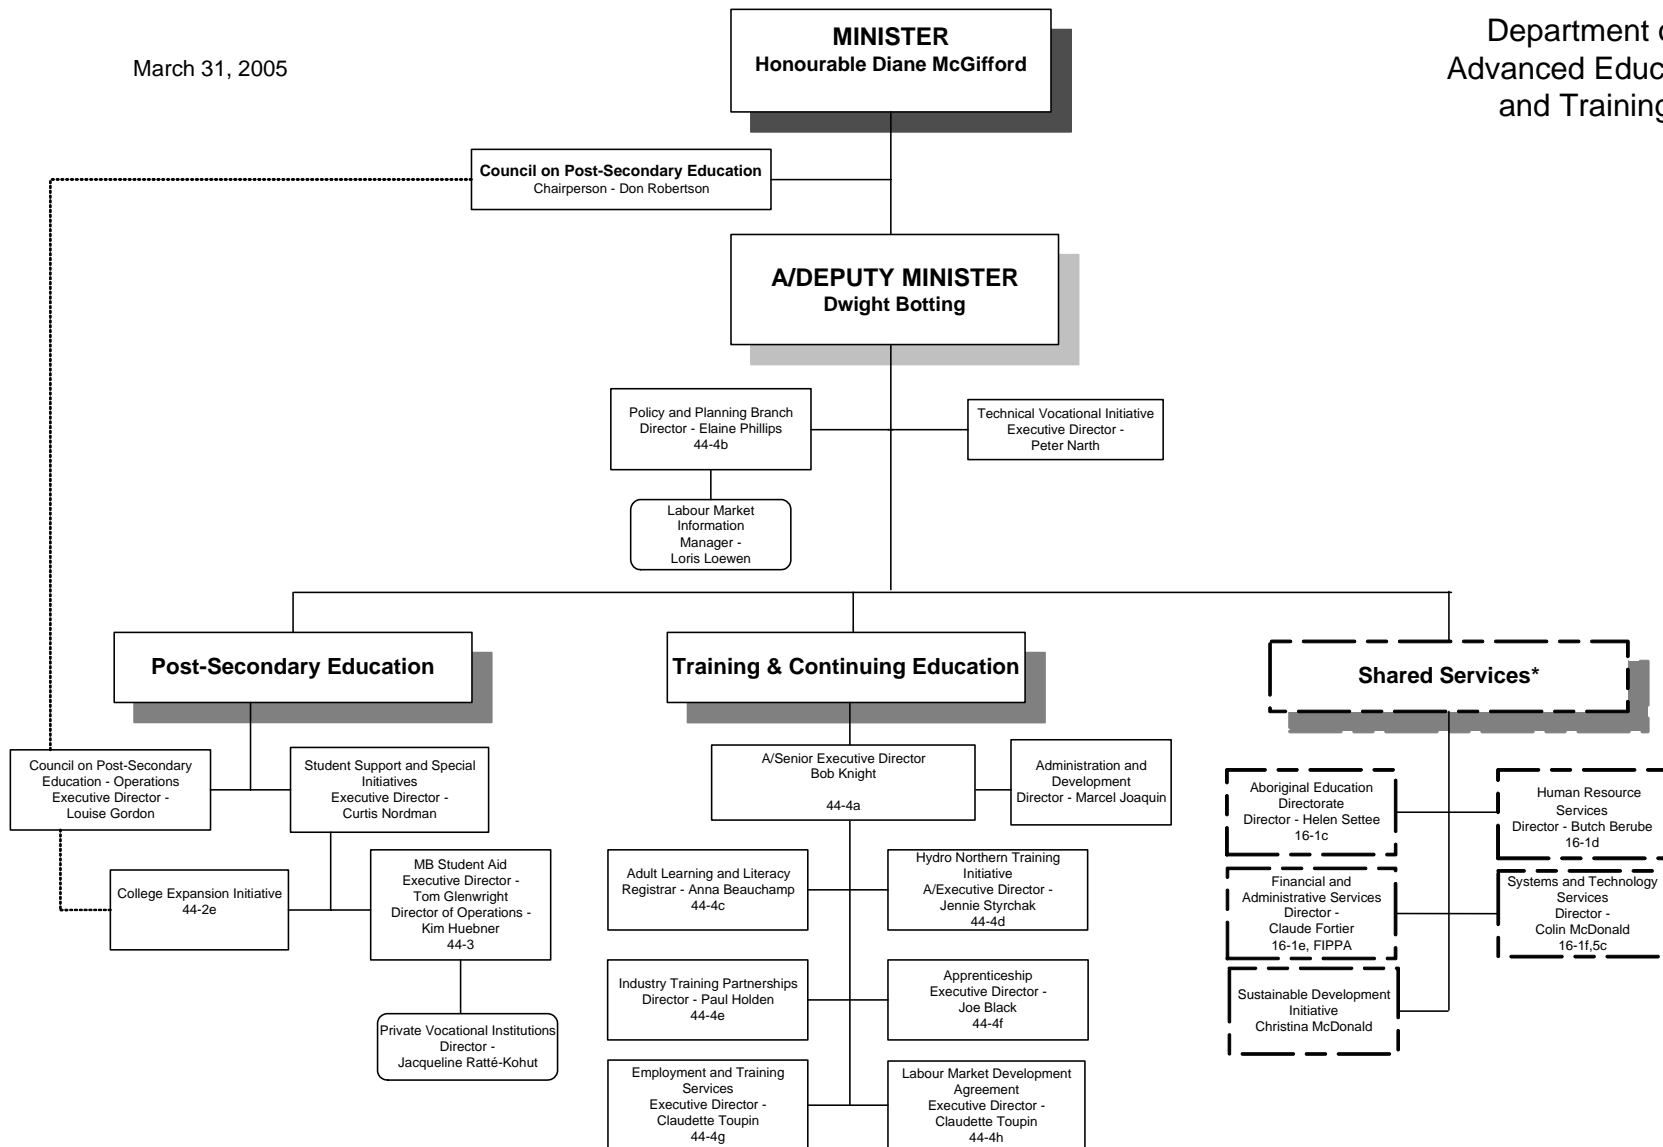 March 31, 2005
Department
Advanced
and Training
MINISTER
Honourable Diane McGifford
Council on Post-Secondary Education
Chairperson - Don Robertson
A/DEPUTY MINISTER
Dwight Botting
Policy and Planning Branch
Director - Elaine Phillips
44-4b
Technical Vocational Initiative
Executive Director -
Peter Narth
Labour Market
Information
Manager -
Loris Loewen
Post-Secondary Education
Training & Continuing Education
Shared Services*
Council on Post-Secondary
Education - Operations
Executive Director -
Louise Gordon
Student Support and Special
Initiatives
Executive Director -
Curtis Nordman
College Expansion Initiative
44-2e
MB Student Aid
Executive Director -
Tom Glenwright
Director of Operations -
Kim Huebner
44-3
Private Vocational Institutions
Director -
Jacqueline Ratté-Kohut
A/Senior Executive Director
Bob Knight
44-4a
Administration and
Development
Director - Marcel Joaquin
Adult Learning and Literacy
Registrar - Anna Beauchamp
44-4c
Hydro Northern Training
Initiative
A/Executive Director -
Jennie Styrchak
44-4d
Industry Training Partnerships
Director - Paul Holden
44-4e
Apprenticeship
Executive Director -
Joe Black
44-4f
Employment and Training
Services
Executive Director -
Claudette Toupin
44-4g
Labour Market Development
Agreement
Executive Director -
Claudette Toupin
44-4h
Aboriginal Education
Directorate
Director - Helen Settee
16-1c
Human Resource
Services
Director - Butch Berube
16-1d
Financial and
Administrative Services
Director -
Claude Fortier
16-1e, FIPPA
Systems and Technology
Services
Director -
Colin McDonald
16-1f,5c
Sustainable Development
Initiative
Christina McDonald